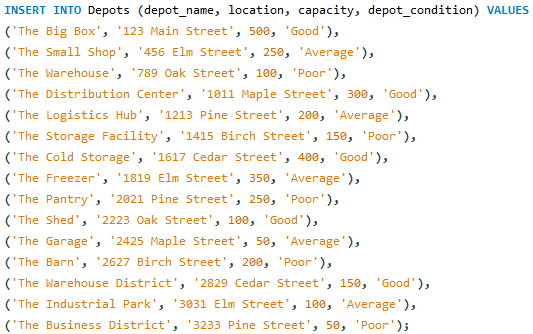 INSERT INTO Depots (depot_name, location, capacity, depot_condition) VALUES
('The Big Box', '123 Main Street', 500, 'Good'),
('The Small Shop', '456 Elm Street', 250, 'Average'),
('The Warehouse', '789 Oak Street', 100, 'Poor'),
('The Distribution Center', '1011 Maple Street', 300, 'Good'),
('The Logistics Hub', '1213 Pine Street', 200, 'Average'),
('The Storage Facility', '1415 Birch Street', 150, 'Poor'),
('The Cold Storage', '1617 Cedar Street', 400, 'Good'),
('The Freezer', '1819 Elm Street', 350, 'Average'),
('The Pantry', '2021 Pine Street', 250, 'Poor'),
('The Shed', '2223 Oak Street', 100, 'Good'),
('The Garage', '2425 Maple Street', 50, 'Average'),
('The Barn', '2627 Birch Street', 200, 'Poor'),
('The Warehouse District', '2829 Cedar Street', 150, 'Good'),
('The Industrial Park', '3031 Elm Street', 100, 'Average'),
('The Business District', '3233 Pine Street', 50, 'Poor');